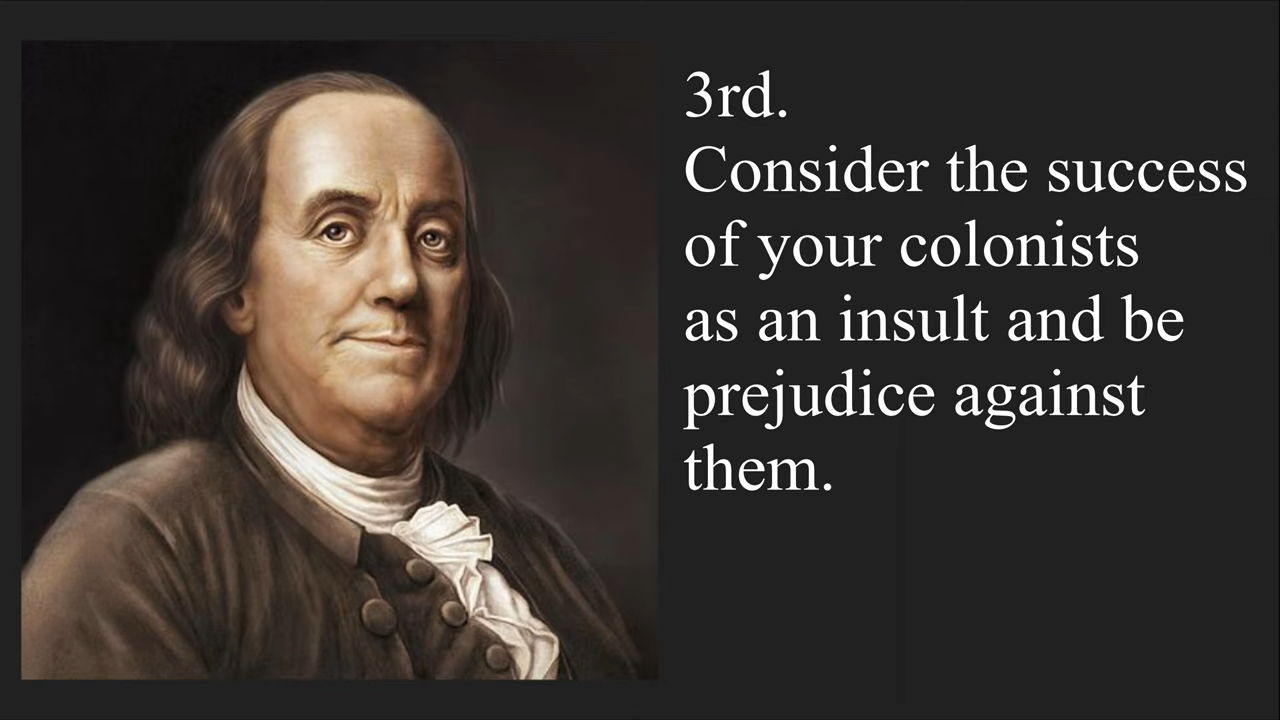 3rd.
Consider the success
of your colonists
as an insult and be
prejudice against
them.